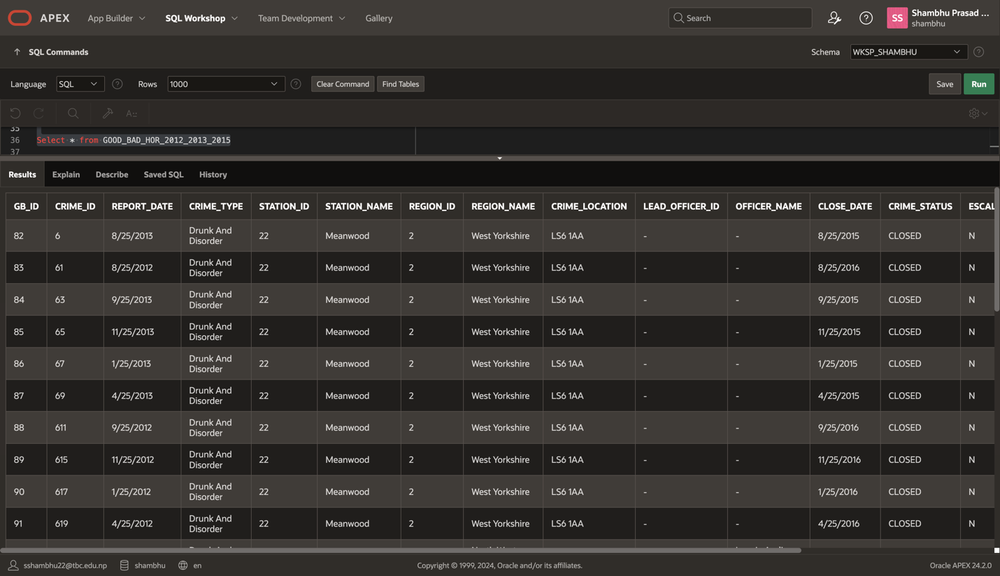 APEX App Builder SQL Workshop Team Development Gallery Search SS Shambhu Prasad ...
shambhu
SQL Commands Schema WKSP_SHAMBHU
Language SQL Rows 1000 Clear Command Find Tables Save Run
35
36 Select * from GOOD_BAD_HOR_2012_2013_2015
37
Results Explain Describe Saved SQL History
GB_ID CRIME_ID REPORT_DATE CRIME_TYPE STATION_ID STATION_NAME REGION_ID REGION_NAME CRIME_LOCATION LEAD_OFFICER_ID OFFICER_NAME CLOSE_DATE CRIME_STATUS ESCAL
82 6 8/25/2013 Drunk And Disorder 22 Meanwood 2 West Yorkshire LS6 1AA - - 8/25/2015 CLOSED N
83 61 8/25/2012 Drunk And Disorder 22 Meanwood 2 West Yorkshire LS6 1AA - - 8/25/2016 CLOSED N
84 63 9/25/2013 Drunk And Disorder 22 Meanwood 2 West Yorkshire LS6 1AA - - 9/25/2015 CLOSED N
85 65 11/25/2013 Drunk And Disorder 22 Meanwood 2 West Yorkshire LS6 1AA - - 11/25/2015 CLOSED N
86 67 1/25/2013 Drunk And Disorder 22 Meanwood 2 West Yorkshire LS6 1AA - - 1/25/2015 CLOSED N
87 69 4/25/2013 Drunk And Disorder 22 Meanwood 2 West Yorkshire LS6 1AA - - 4/25/2015 CLOSED N
88 611 9/25/2012 Drunk And Disorder 22 Meanwood 2 West Yorkshire LS6 1AA - - 9/25/2016 CLOSED N
89 615 11/25/2012 Drunk And Disorder 22 Meanwood 2 West Yorkshire LS6 1AA - - 11/25/2016 CLOSED N
90 617 1/25/2012 Drunk And Disorder 22 Meanwood 2 West Yorkshire LS6 1AA - - 1/25/2016 CLOSED N
91 619 4/25/2012 Drunk And Disorder 22 Meanwood 2 West Yorkshire LS6 1AA - - 4/25/2016 CLOSED N
sshambhu22@tbc.edu.np shambhu en Copyright © 1999, 2024, Oracle and/or its affiliates. Oracle APEX 24.2.0